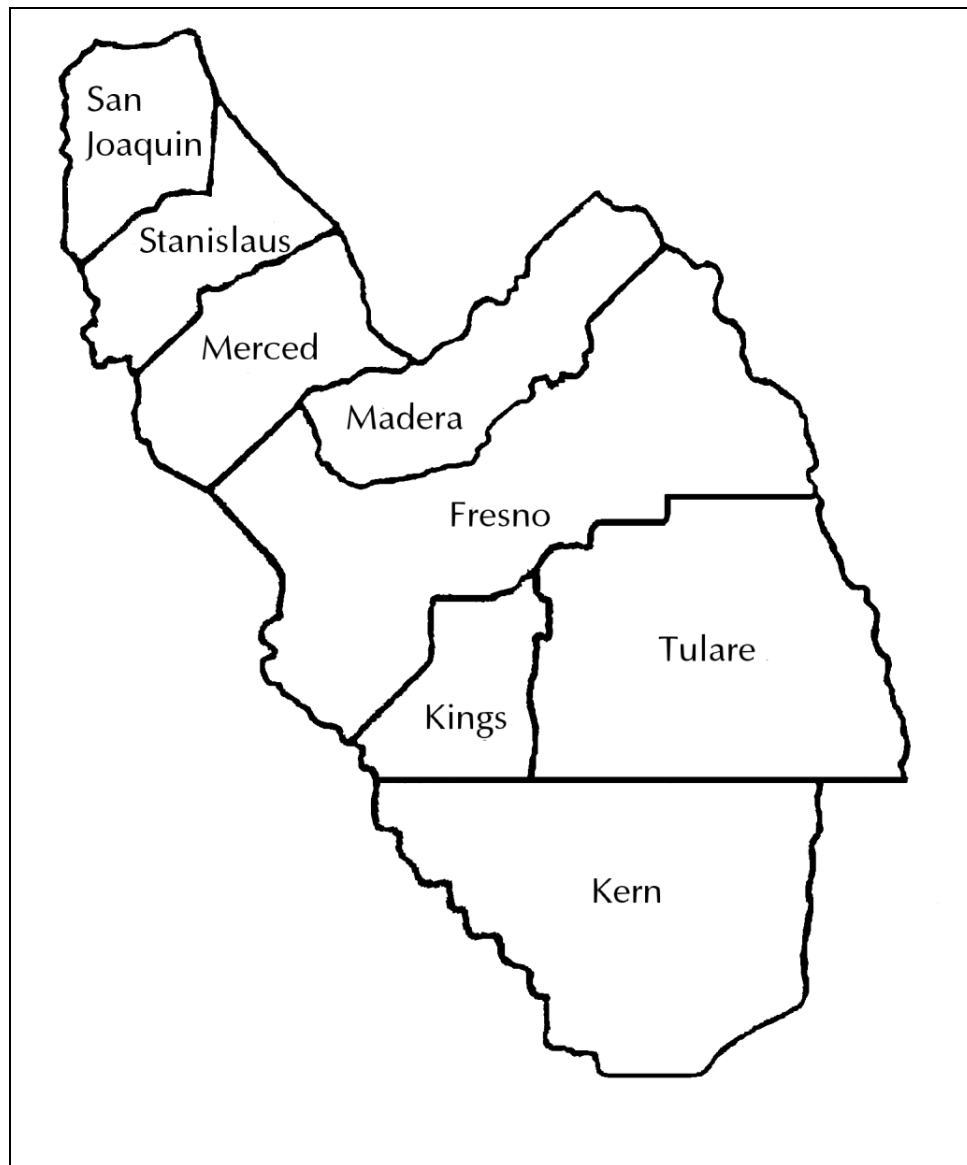 San
Joaquin
Stanislaus
Merced
Madera
Fresno
Tulare
Kings
Kern